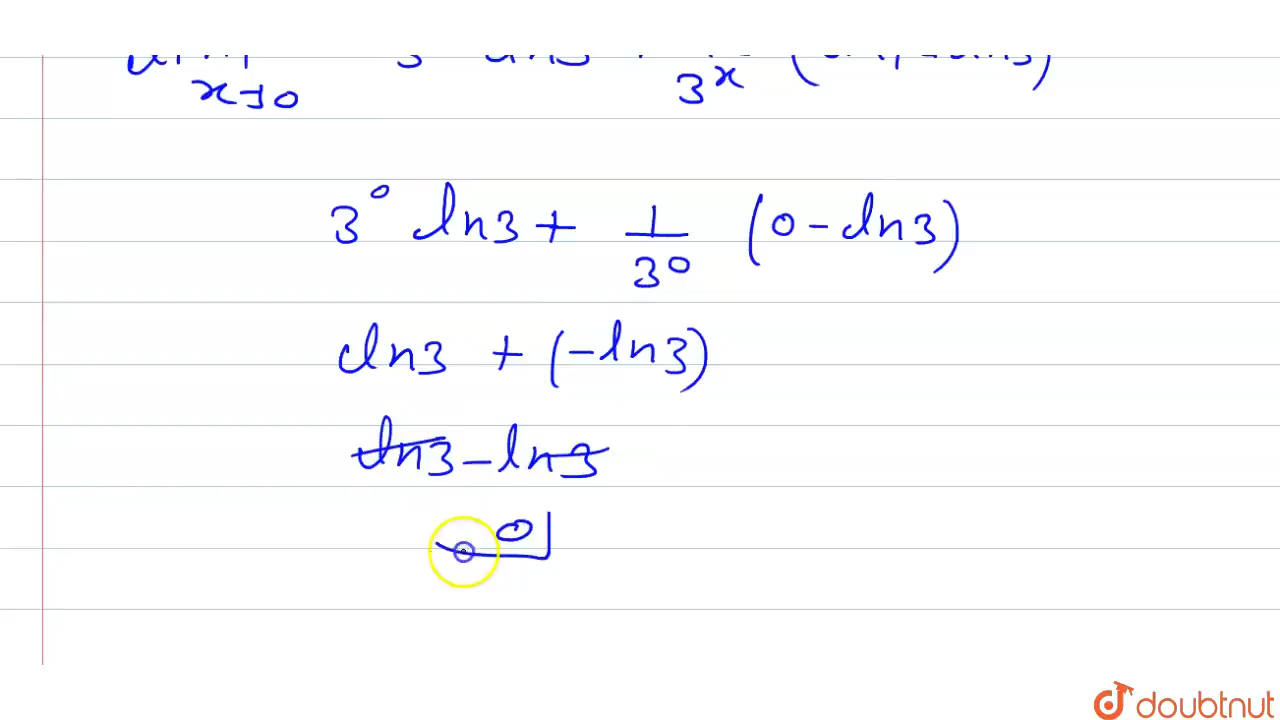 x→0 3^x
3^0 ln3 + 1/3^0 (0 - ln3)
ln3 + (-ln3)
ln3 - ln3
0
doubtnut